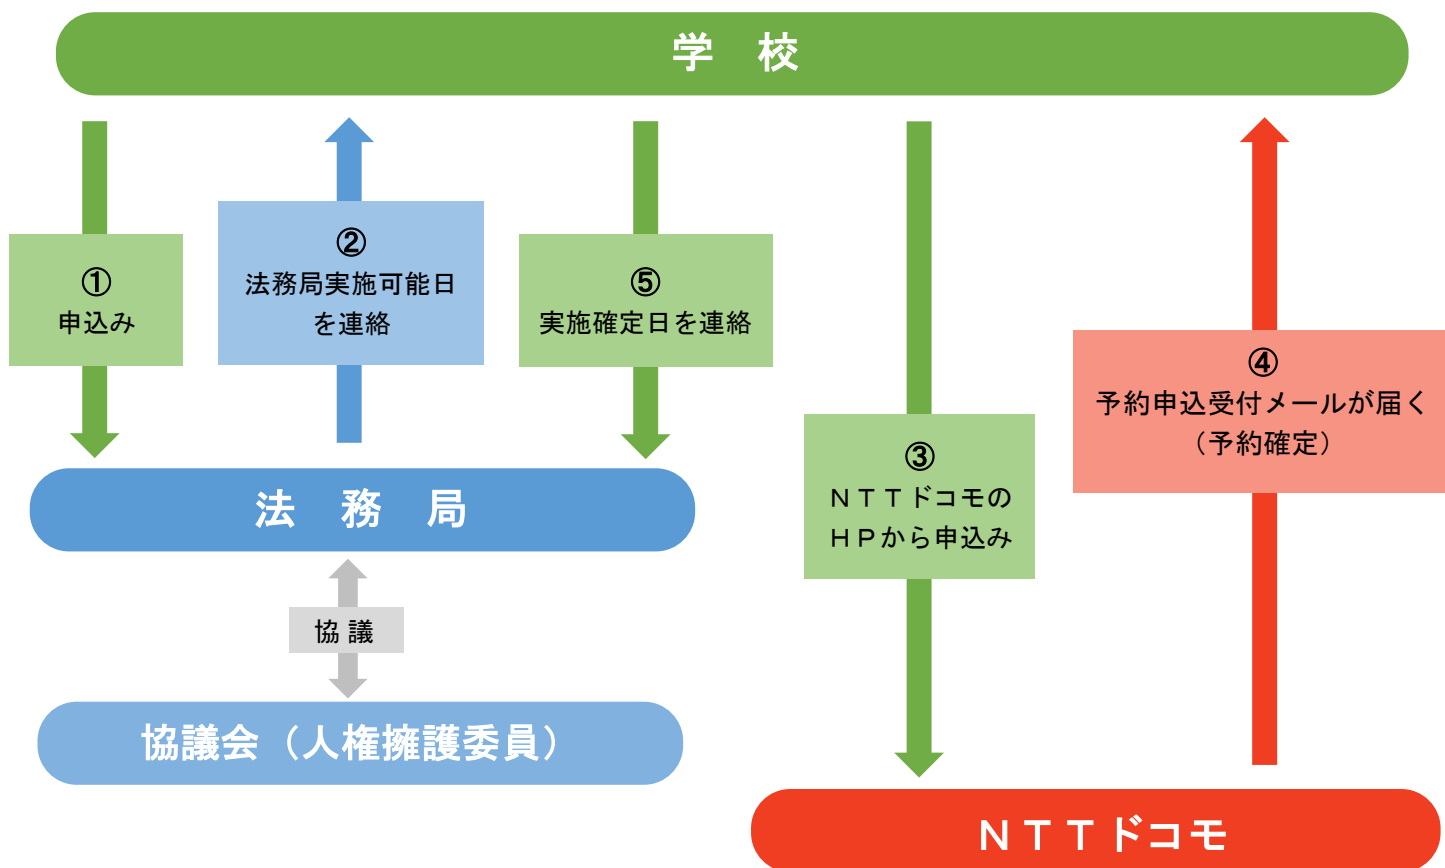 学　校
①
申込み
②
法務局実施可能日
を連絡
⑤
実施確定日を連絡
③
ＮＴＴドコモの
ＨＰから申込み
④
予約申込受付メールが届く
（予約確定）
法　務　局
協 議
協議会（人権擁護委員）
ＮＴＴドコモ